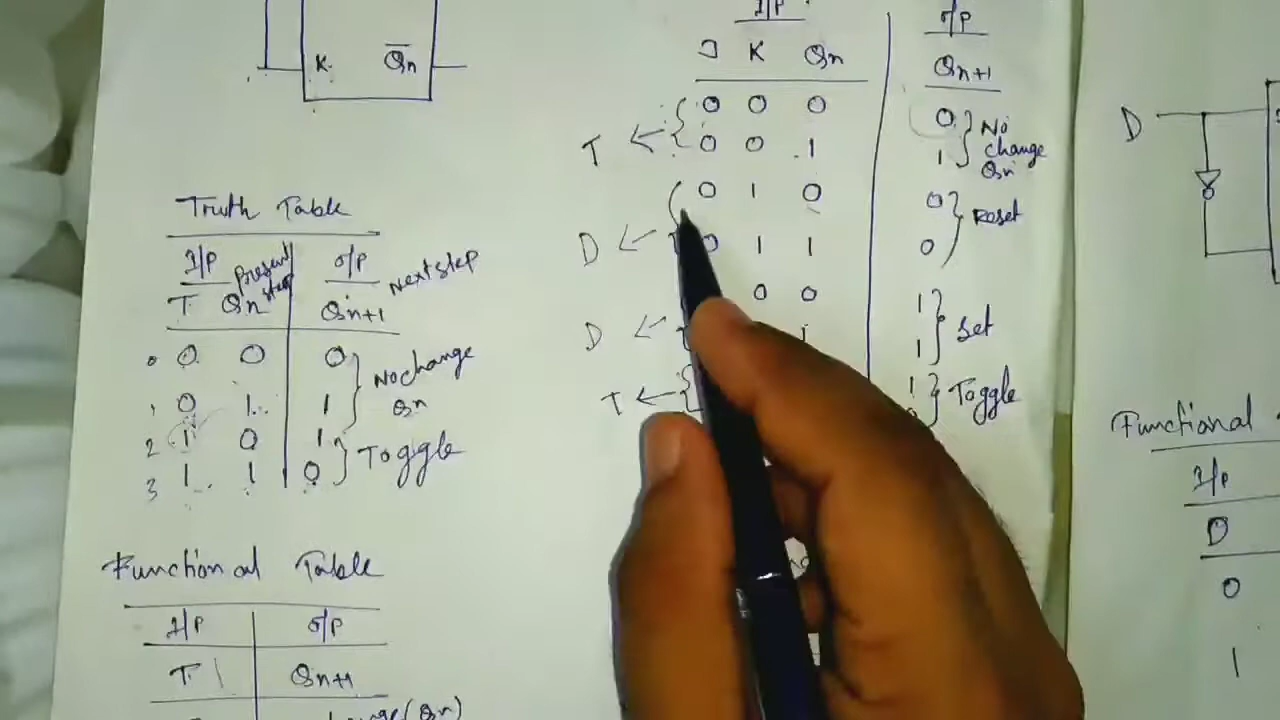 K Q̅n
Truth Table
I/P Present step O/P Next step
T Qn Qn+1
0 0 0 0 No change
1 0 1 1 Qn
2 1 0 1 Toggle
3 1 1 0
Functional Table
I/P O/P
T Qn+1
(Qn)
I/P O/P
J K Qn Qn+1
0 0 0 0 No
T ← 0 0 1 1 change Qn
0 1 0 0 Reset
D ← 0 1 1 0
0 0 1 Set
D ← 1 1
T ← 1 Toggle
D
Functional
I/P
D
0
1